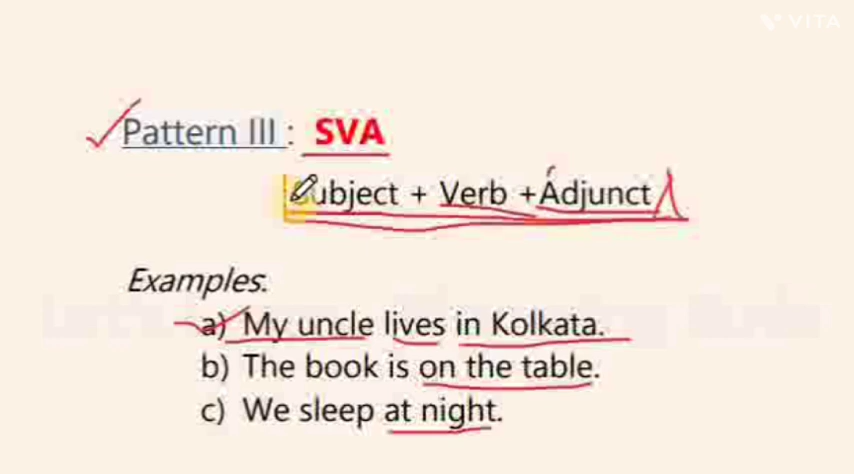 VITA
Pattern III : SVA
Subject + Verb +Adjunct
Examples:
a) My uncle lives in Kolkata.
b) The book is on the table.
c) We sleep at night.